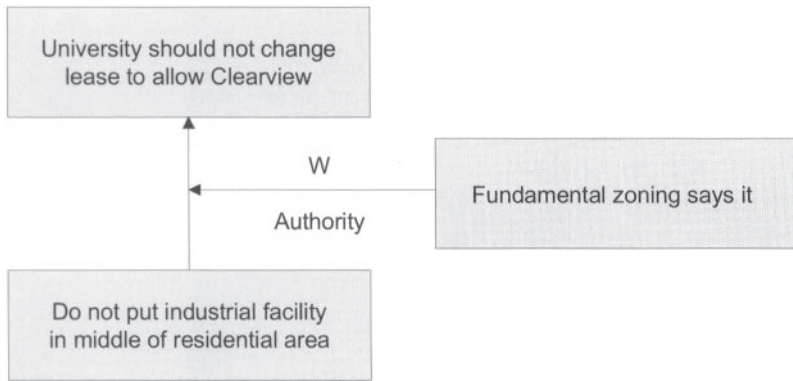 University should not change
lease to allow Clearview
W
Fundamental zoning says it
Authority
Do not put industrial facility
in middle of residential area